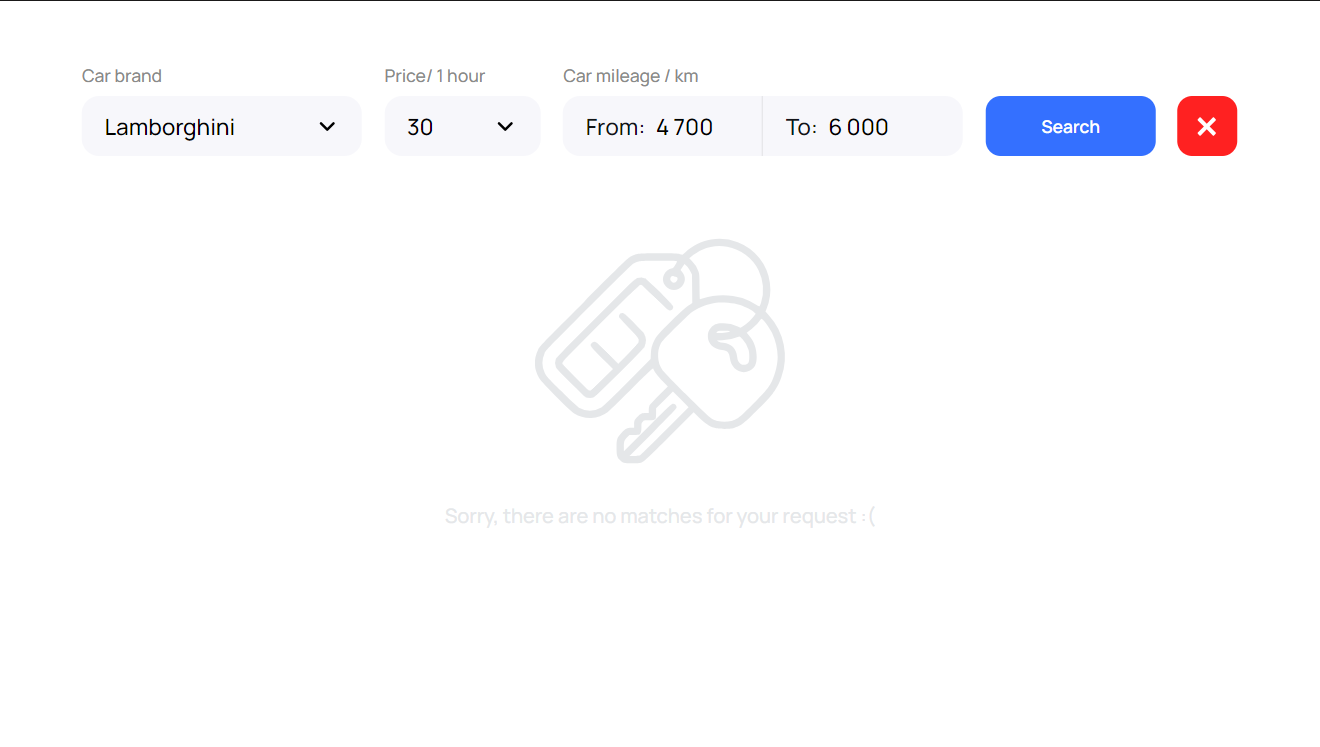 Car brand
Price/ 1 hour
Car mileage / km
Lamborghini
30
From: 4 700
To: 6 000
Search
Sorry, there are no matches for your request :(